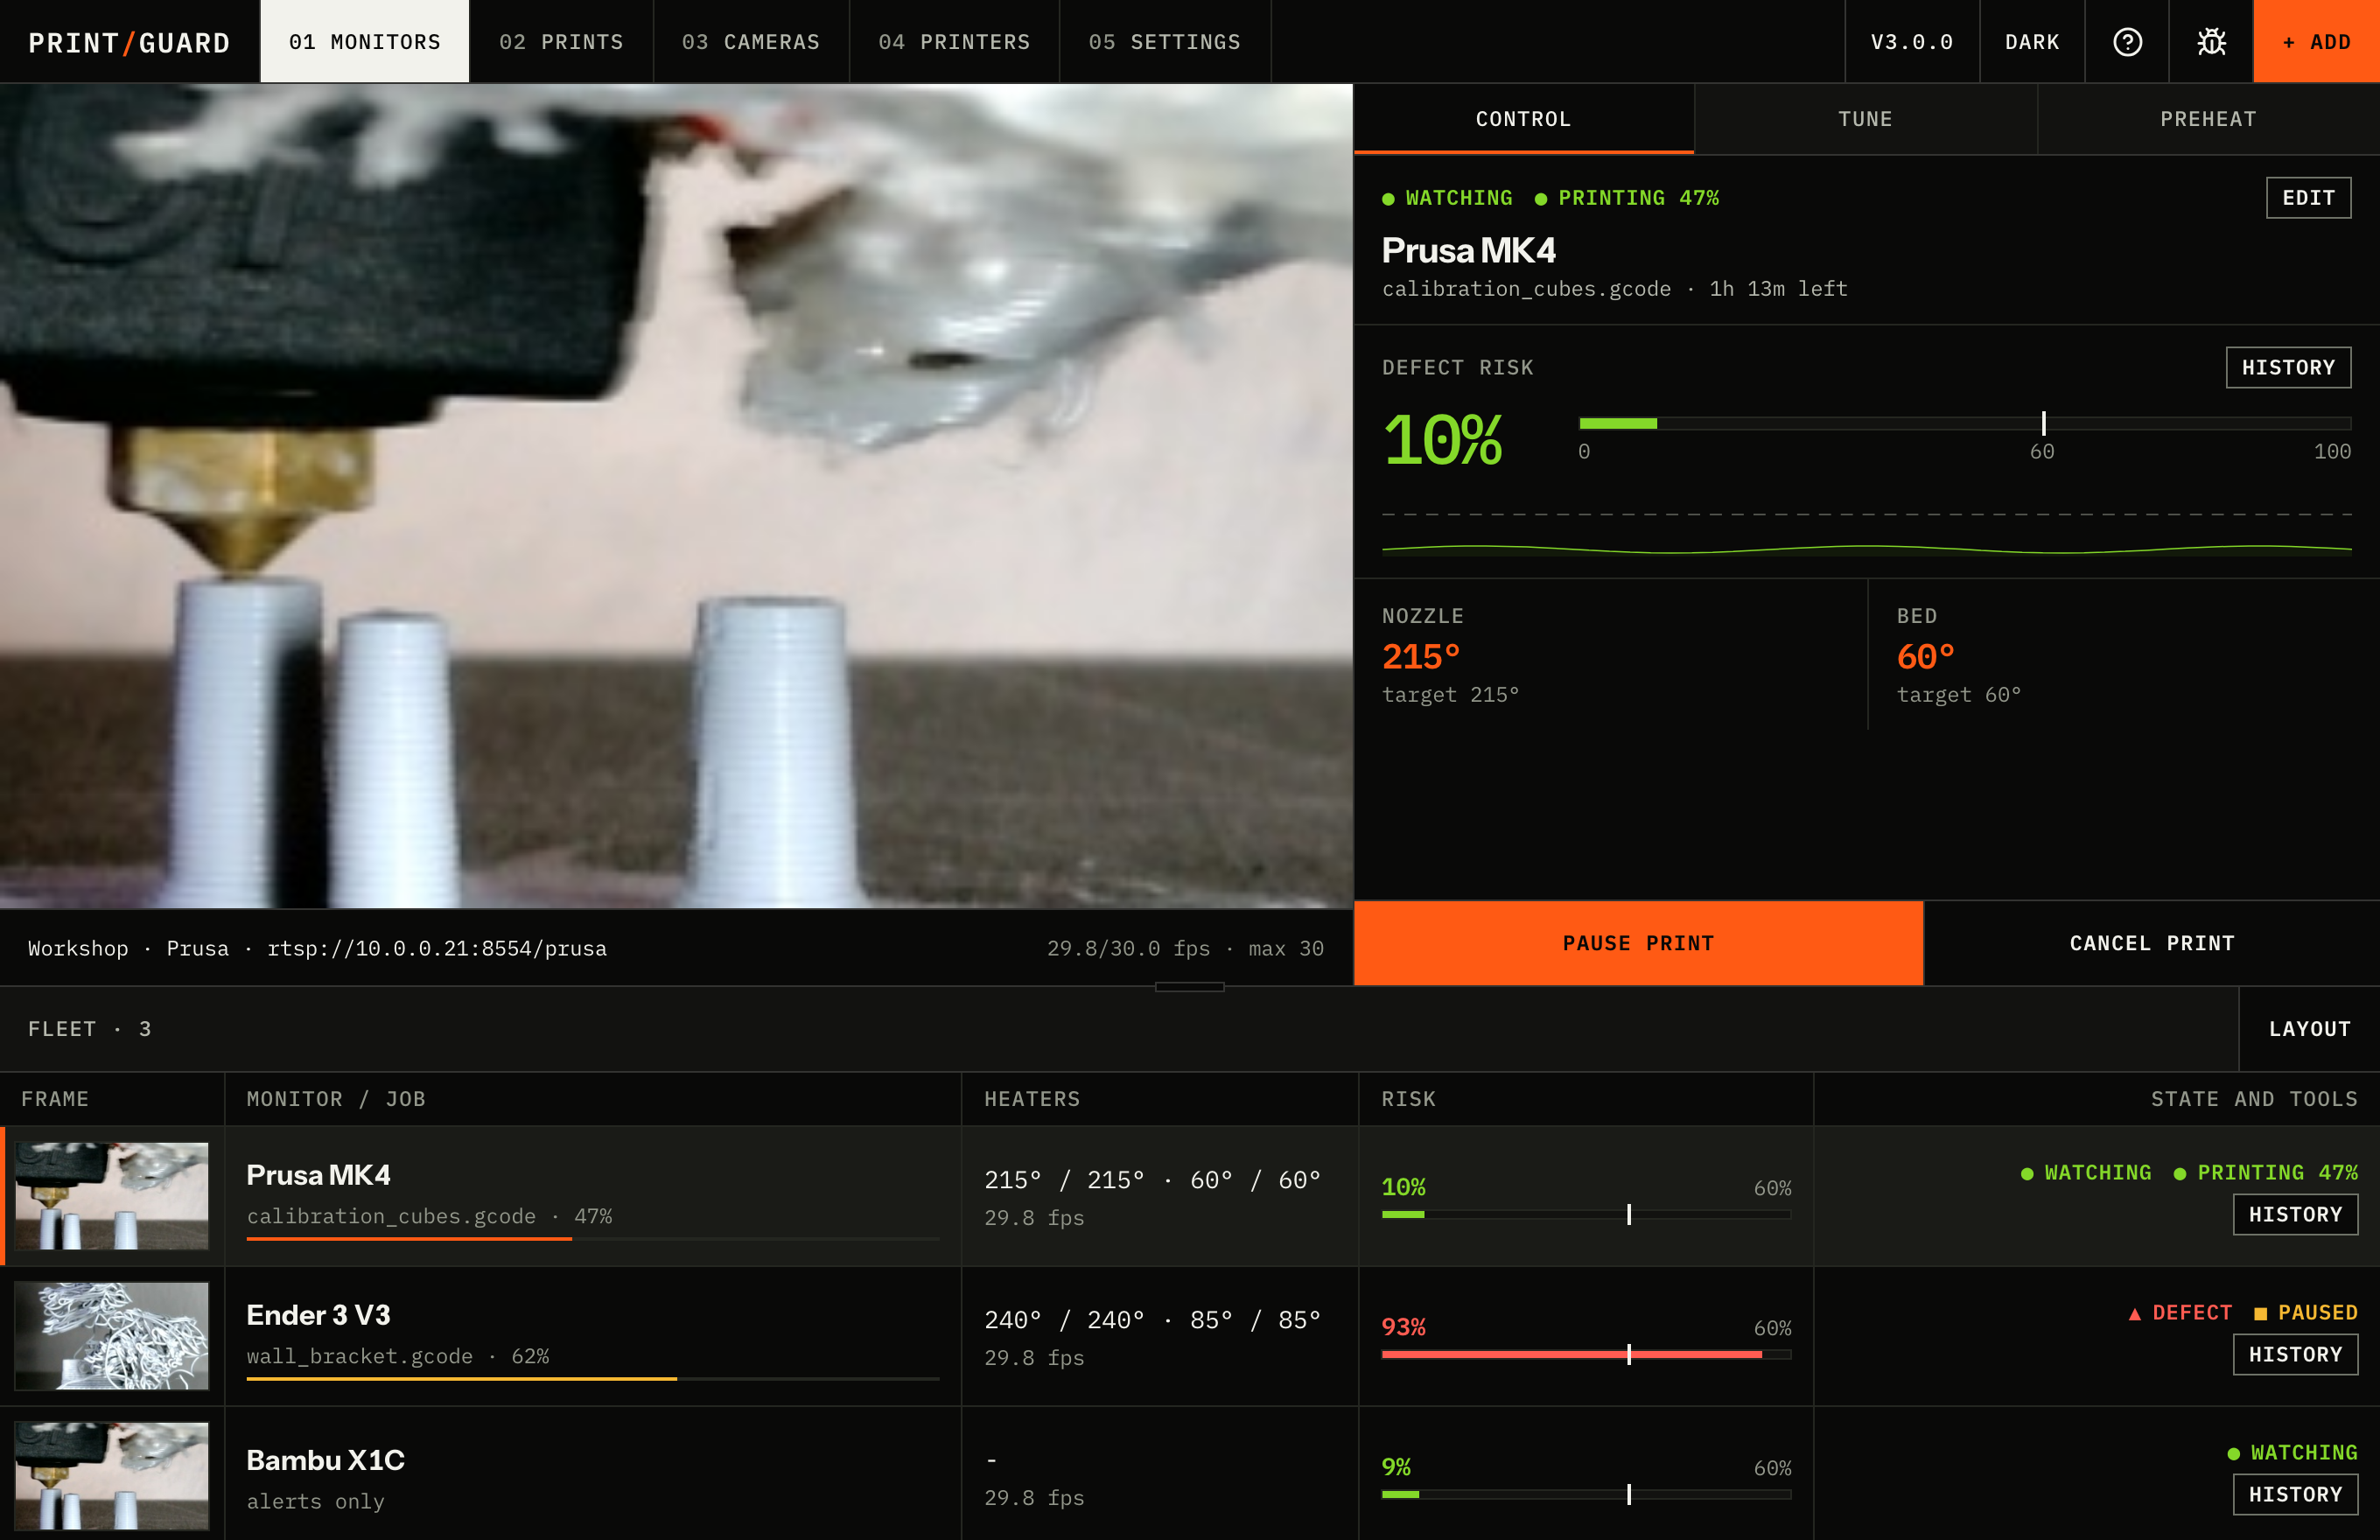 PRINT/GUARD
01 MONITORS
02 PRINTS
03 CAMERAS
04 PRINTERS
05 SETTINGS
V3.0.0
DARK
+ ADD
CONTROL
TUNE
PREHEAT
● WATCHING ● PRINTING 47%
EDIT
Prusa MK4
calibration_cubes.gcode · 1h 13m left
DEFECT RISK
HISTORY
10%
0
60
100
NOZZLE
215°
target 215°
BED
60°
target 60°
Workshop · Prusa · rtsp://10.0.0.21:8554/prusa
29.8/30.0 fps · max 30
PAUSE PRINT
CANCEL PRINT
FLEET · 3
LAYOUT
FRAME
MONITOR / JOB
HEATERS
RISK
STATE AND TOOLS
Prusa MK4
calibration_cubes.gcode · 47%
215° / 215° · 60° / 60°
29.8 fps
10%
60%
● WATCHING ● PRINTING 47%
HISTORY
Ender 3 V3
wall_bracket.gcode · 62%
240° / 240° · 85° / 85°
29.8 fps
93%
60%
▲ DEFECT ■ PAUSED
HISTORY
Bambu X1C
alerts only
-
29.8 fps
9%
60%
● WATCHING
HISTORY